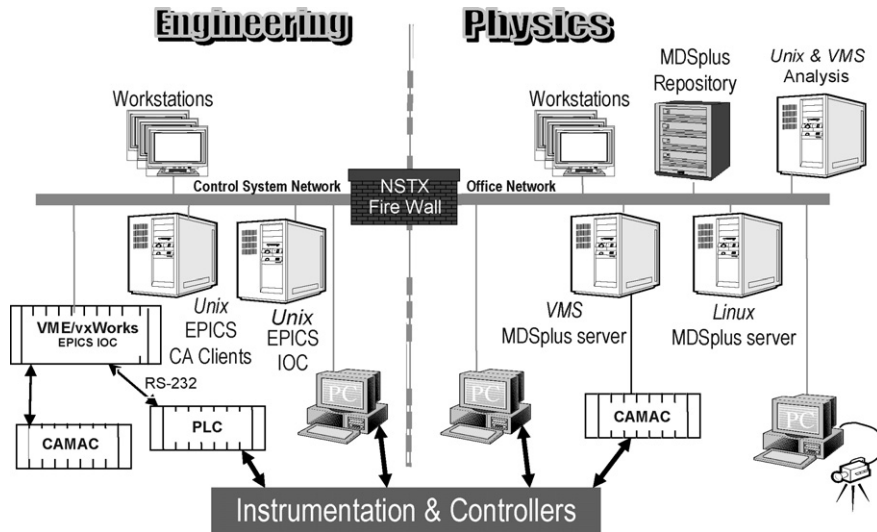 Engineering
Physics
Workstations
Workstations
MDSplus
Repository
Unix & VMS
Analysis
Control System Network
NSTX
Fire Wall
Office Network
VME/vxWorks
EPICS IOC
Unix
EPICS
CA Clients
Unix
EPICS
IOC
VMS
MDSplus server
Linux
MDSplus server
RS-232
CAMAC
PLC
PC
PC
CAMAC
PC
Instrumentation & Controllers